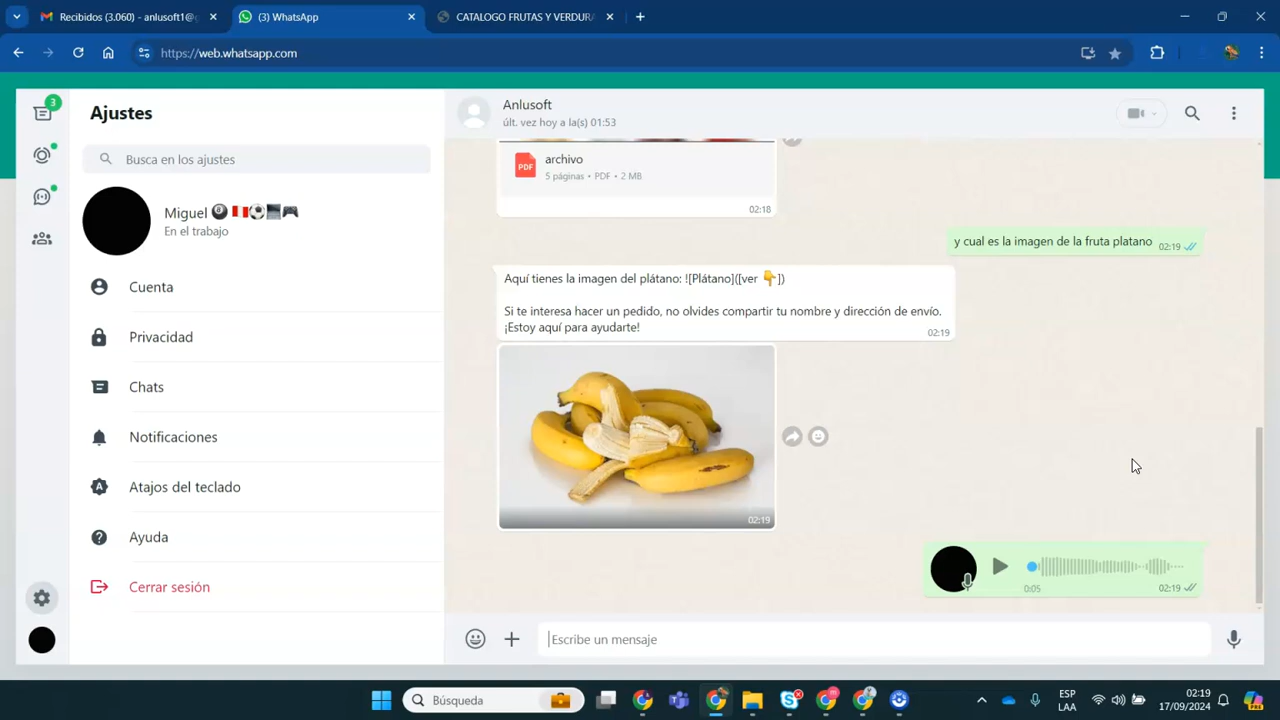 Recibidos (3.060) - anlusoft1@
(3) WhatsApp
CATALOGO FRUTAS Y VERDURA
https://web.whatsapp.com
3
Ajustes
Busca en los ajustes
Miguel 🎱 🇵🇪⚽🎮
En el trabajo
Cuenta
Privacidad
Chats
Notificaciones
Atajos del teclado
Ayuda
Cerrar sesión
Anlusoft
últ. vez hoy a la(s) 01:53
PDF
archivo
5 páginas • PDF • 2 MB
02:18
y cual es la imagen de la fruta platano 02:19
Aquí tienes la imagen del plátano: ![Plátano]([ver 👇])
Si te interesa hacer un pedido, no olvides compartir tu nombre y dirección de envío.
¡Estoy aquí para ayudarte!
02:19
02:19
0:05
02:19
Escribe un mensaje
Búsqueda
ESP
LAA
02:19
17/09/2024